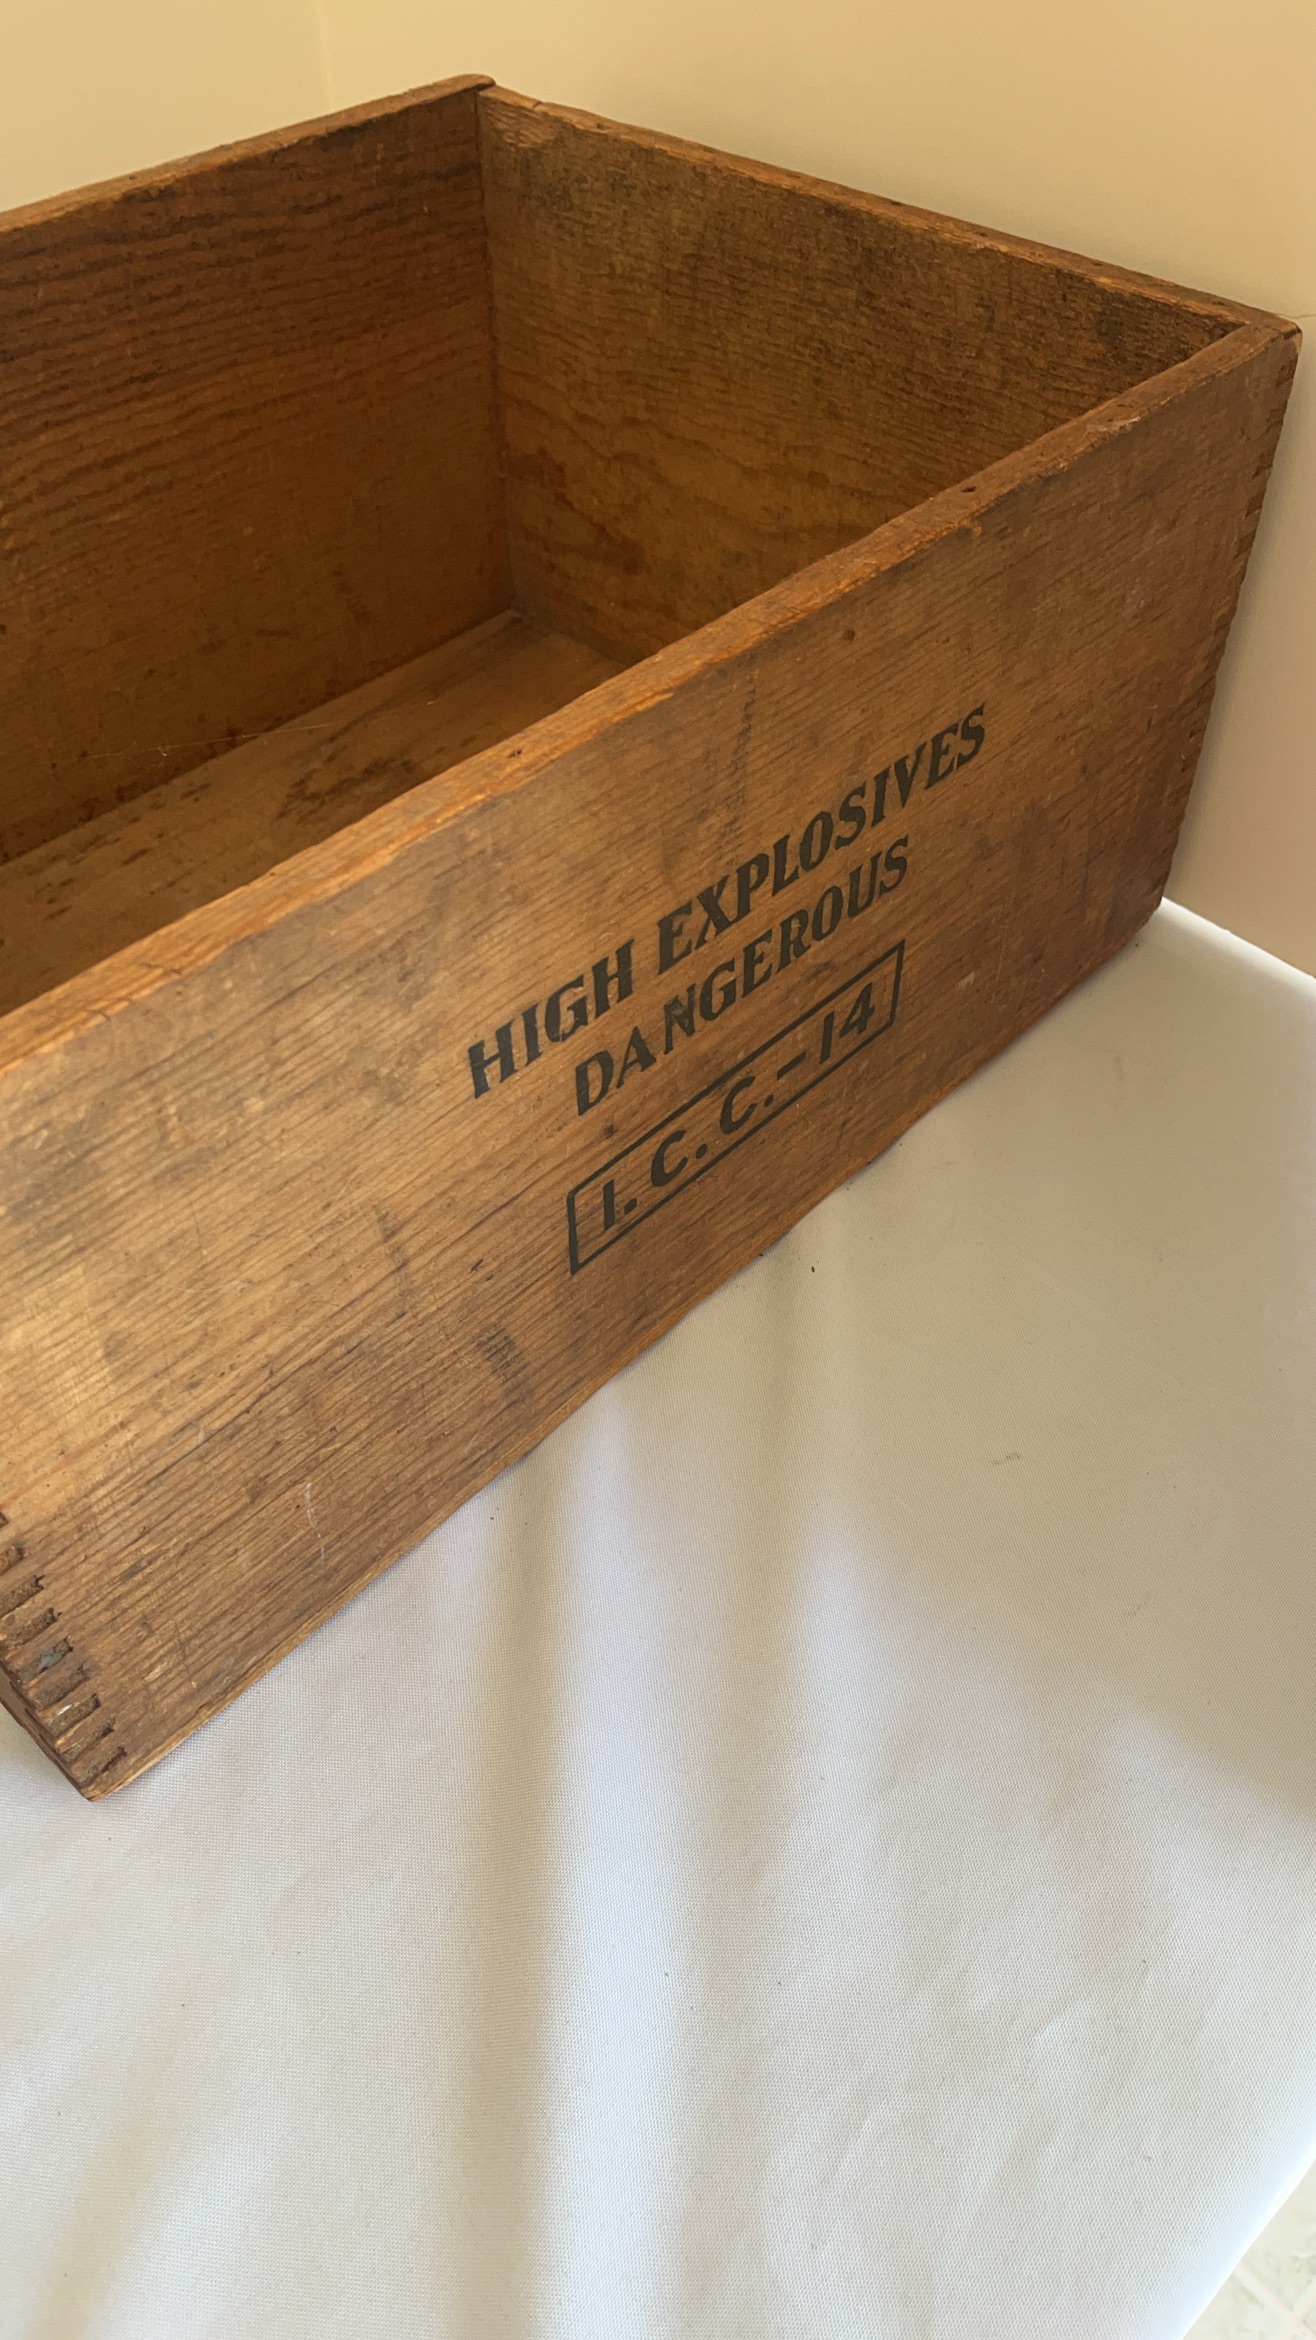 HIGH EXPLOSIVES
DANGEROUS
I. C. C. - 14